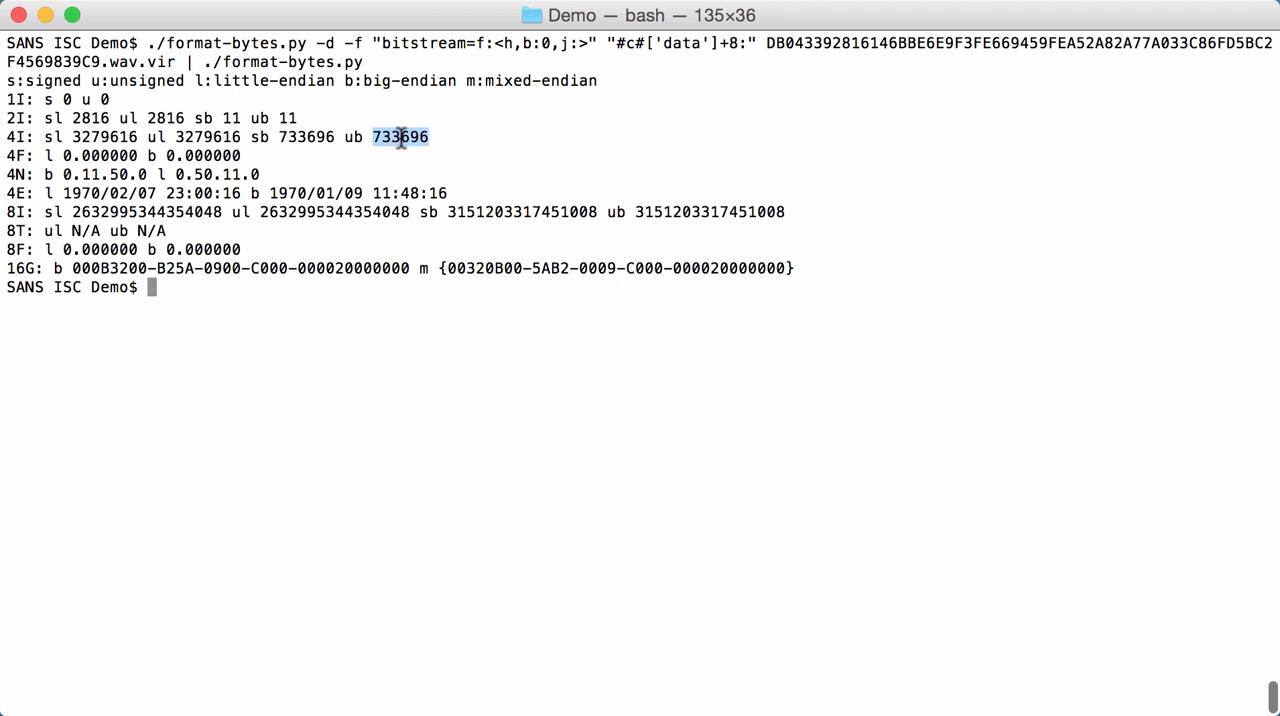 Demo — bash — 135×36
SANS ISC Demo$ ./format-bytes.py -d -f "bitstream=f:<h,b:0,j:>" "#c#['data']+8:" DB043392816146BBE6E9F3FE669459FEA52A82A77A033C86FD5BC2
F4569839C9.wav.vir | ./format-bytes.py
s:signed u:unsigned l:little-endian b:big-endian m:mixed-endian
1I: s 0 u 0
2I: sl 2816 ul 2816 sb 11 ub 11
4I: sl 3279616 ul 3279616 sb 733696 ub 733696
4F: l 0.000000 b 0.000000
4N: b 0.11.50.0 l 0.50.11.0
4E: l 1970/02/07 23:00:16 b 1970/01/09 11:48:16
8I: sl 2632995344354048 ul 2632995344354048 sb 3151203317451008 ub 3151203317451008
8T: ul N/A ub N/A
8F: l 0.000000 b 0.000000
16G: b 000B3200-B25A-0900-C000-000020000000 m {00320B00-5AB2-0009-C000-000020000000}
SANS ISC Demo$